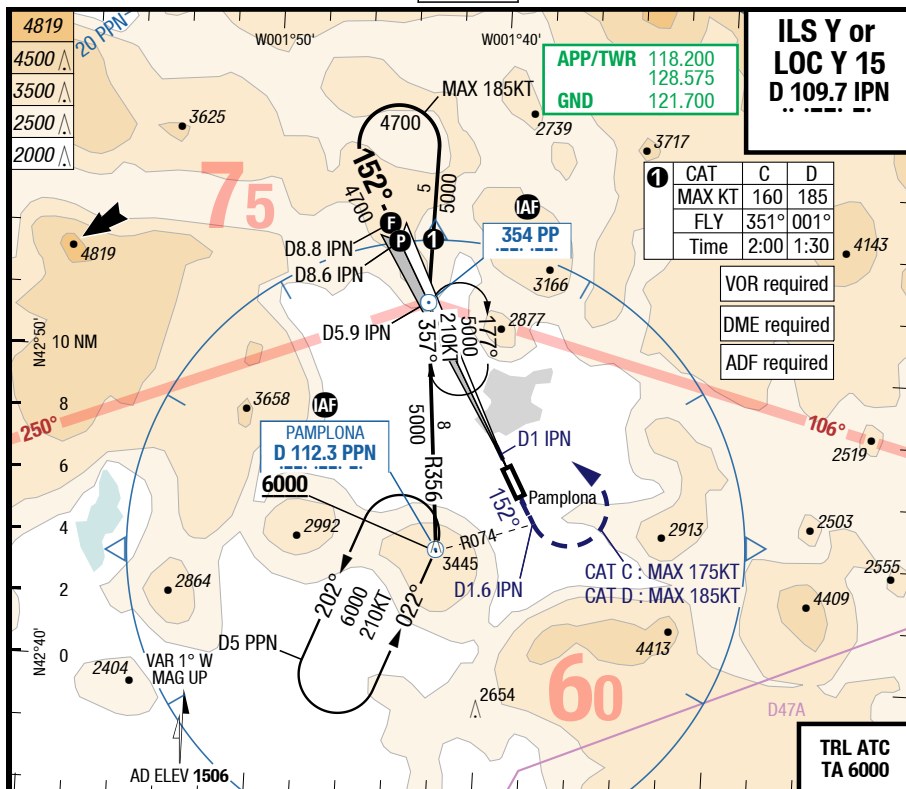 4819
4500
3500
2500
2000
20 PPN
W001°50'
W001°40'
APP/TWR 118.200
128.575
GND 121.700
ILS Y or
LOC Y 15
D 109.7 IPN
1
CAT C D
MAX KT 160 185
FLY 351° 001°
Time 2:00 1:30
VOR required
DME required
ADF required
MAX 185KT
4700
3625
2739
3717
75
152°
4700
5
5000
F
P
1
IAF
354 PP
D8.8 IPN
D8.6 IPN
4819
4143
3166
D5.9 IPN
2877
357°
210KT
5000
177°
N42°50'
10 NM
8
3658
IAF
250°
106°
PAMPLONA
D 112.3 PPN
5000
8
R356
D1 IPN
2519
6
6000
Pamplona
152°
4
2992
R074
3445
2913
2503
D1.6 IPN
CAT C : MAX 175KT
CAT D : MAX 185KT
2555
2
2864
202°
6000
210KT
022°
4409
4413
N42°40'
0
D5 PPN
2404
VAR 1° W
MAG UP
2654
60
D47A
AD ELEV 1506
TRL ATC
TA 6000